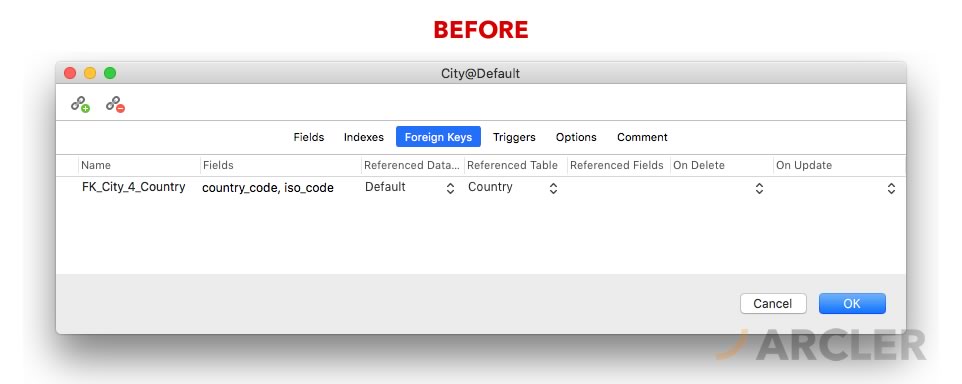 BEFORE
City@Default
Fields Indexes Foreign Keys Triggers Options Comment
Name Fields Referenced Data... Referenced Table Referenced Fields On Delete On Update
FK_City_4_Country country_code, iso_code Default Country
Cancel OK
ARCLER